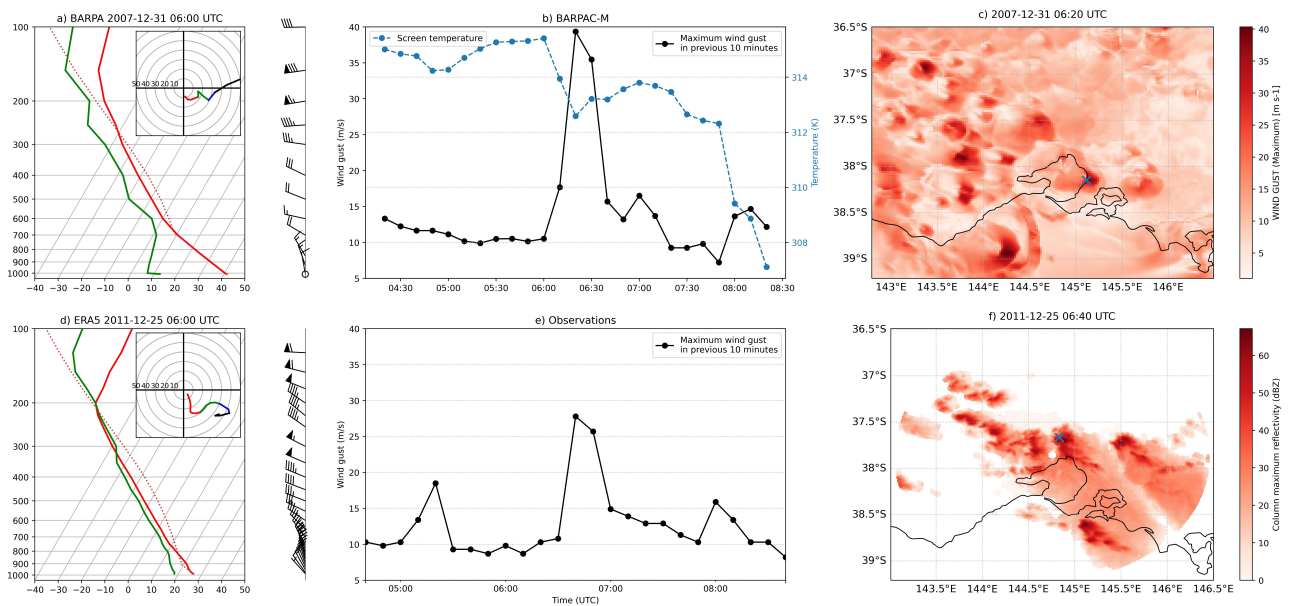 a) BARPA 2007-12-31 06:00 UTC
100
200
300
400
500
600
700
800
900
1000
−40 −30 −20 −10 0 10 20 30 40 50
50 40 30 20 10
b) BARPAC-M
Screen temperature
Maximum wind gust
in previous 10 minutes
Wind gust (m/s)
40
35
30
25
20
15
10
5
Temperature (K)
314
312
310
308
04:30 05:00 05:30 06:00 06:30 07:00 07:30 08:00 08:30
c) 2007-12-31 06:20 UTC
36.5°S
37°S
37.5°S
38°S
38.5°S
39°S
143°E 143.5°E 144°E 144.5°E 145°E 145.5°E 146°E
40
35
30
25
20
15
10
5
WIND GUST (Maximum) [m s-1]
d) ERA5 2011-12-25 06:00 UTC
100
200
300
400
500
600
700
800
900
1000
−40 −30 −20 −10 0 10 20 30 40 50
50 40 30 20 10
e) Observations
Maximum wind gust
in previous 10 minutes
Wind gust (m/s)
40
35
30
25
20
15
10
5
05:00 06:00 07:00 08:00
Time (UTC)
f) 2011-12-25 06:40 UTC
36.5°S
37°S
37.5°S
38°S
38.5°S
39°S
143.5°E 144°E 144.5°E 145°E 145.5°E 146°E 146.5°E
60
50
40
30
20
10
0
Column maximum reflectivity (dBZ)